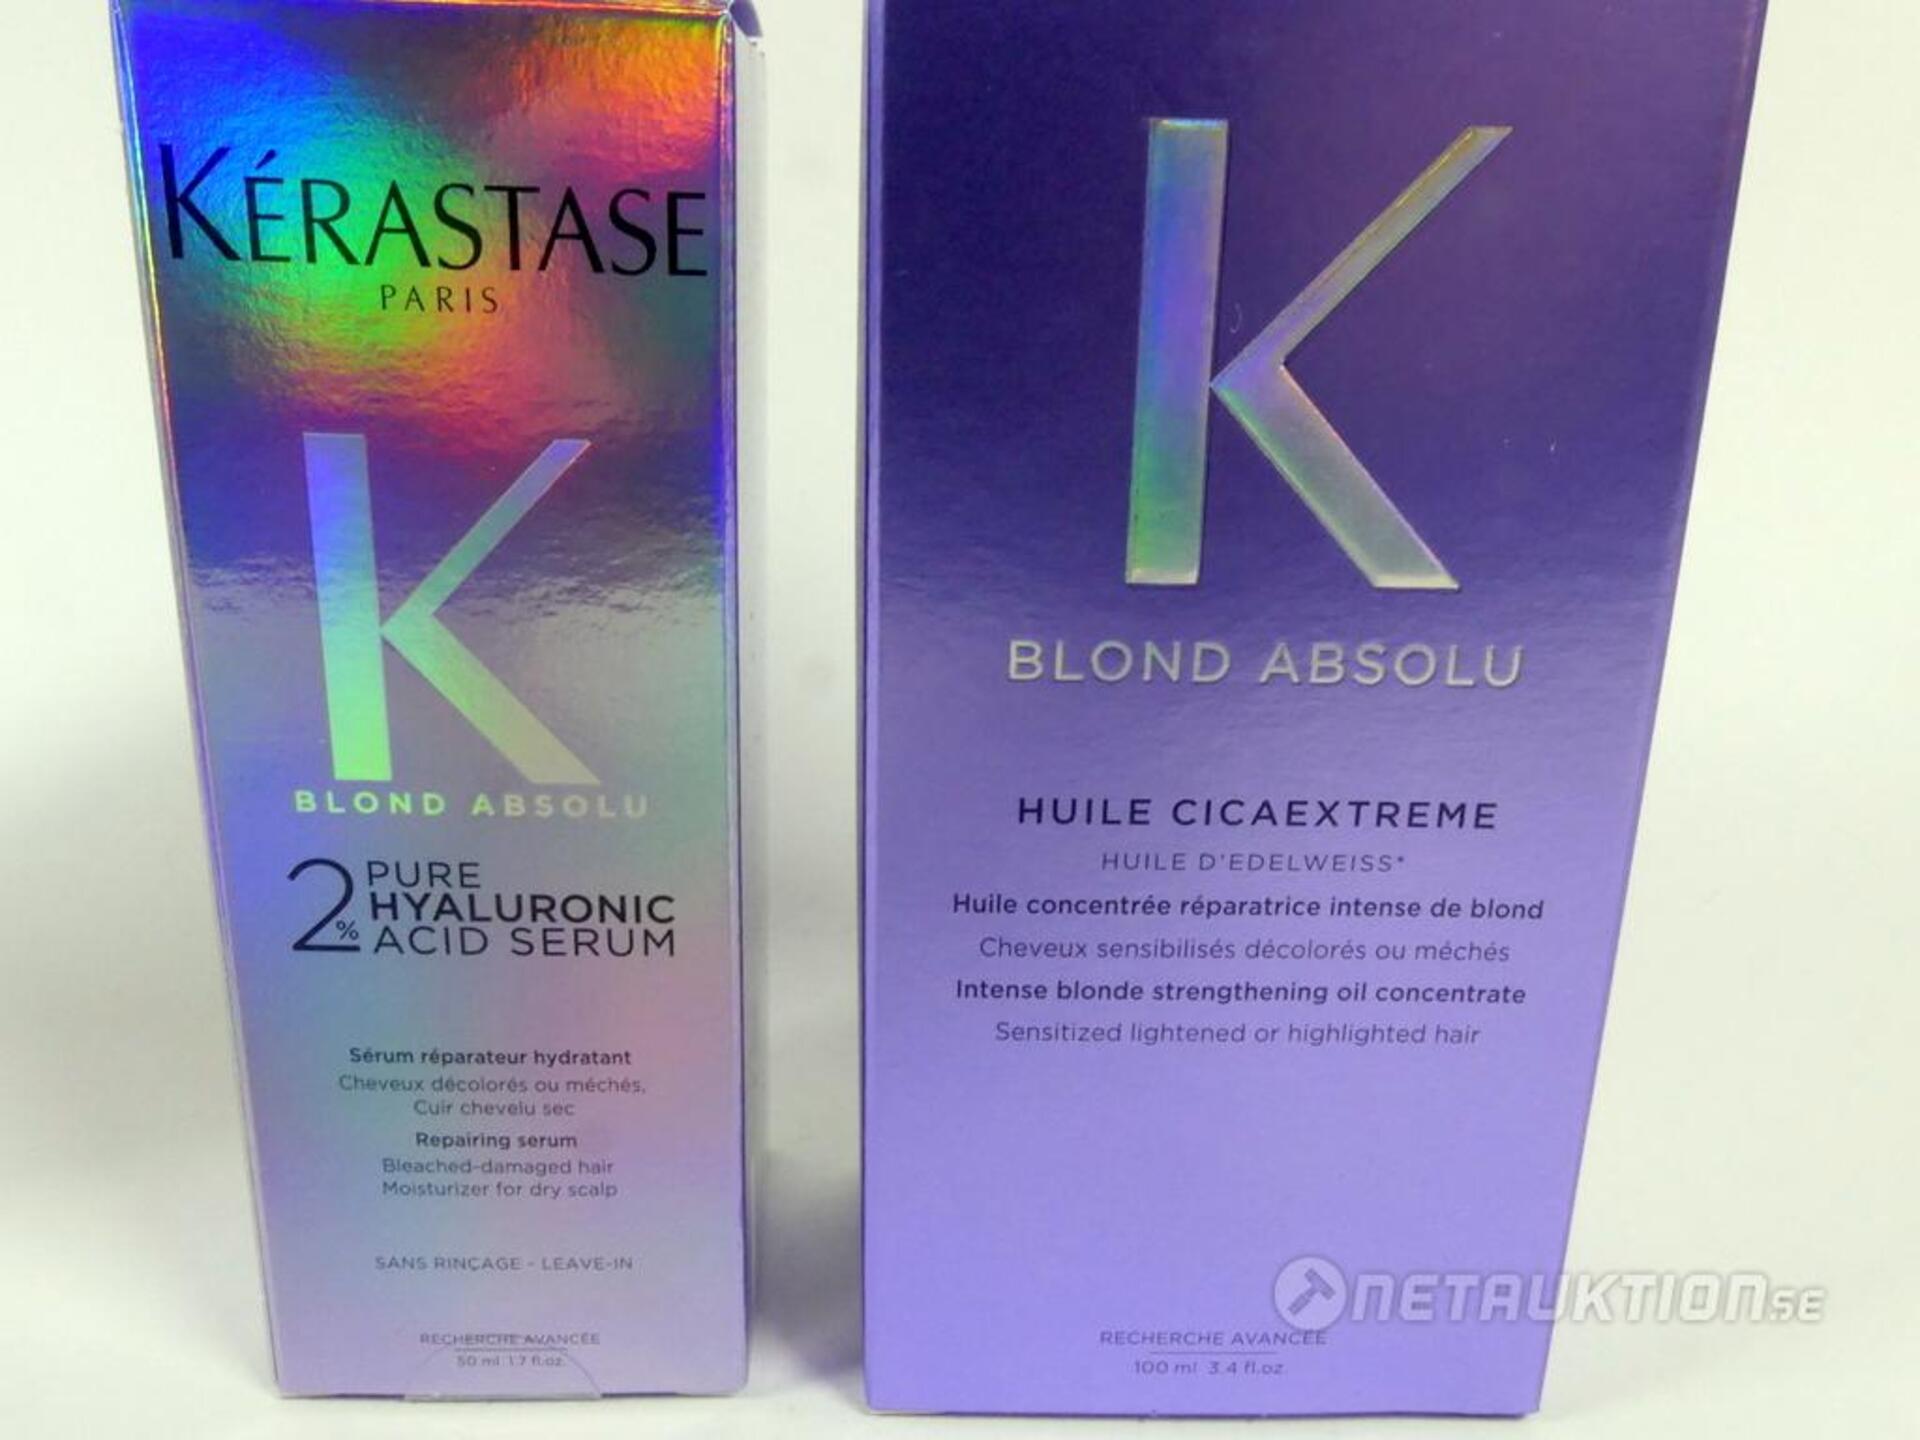 KÉRASTASE
PARIS
K
BLOND ABSOLU
2% PURE
HYALURONIC
ACID SERUM
Sérum réparateur hydratant
Cheveux décolorés ou méchés,
Cuir chevelu sec
Repairing serum
Bleached-damaged hair
Moisturizer for dry scalp
SANS RINÇAGE - LEAVE-IN
RECHERCHE AVANCÉE
50 ml 1.7 fl.oz.
K
BLOND ABSOLU
HUILE CICAEXTREME
HUILE D'EDELWEISS*
Huile concentrée réparatrice intense de blond
Cheveux sensibilisés décolorés ou méchés
Intense blonde strengthening oil concentrate
Sensitized lightened or highlighted hair
RECHERCHE AVANCÉE
100 ml 3.4 fl.oz.
NETAUKTION.SE